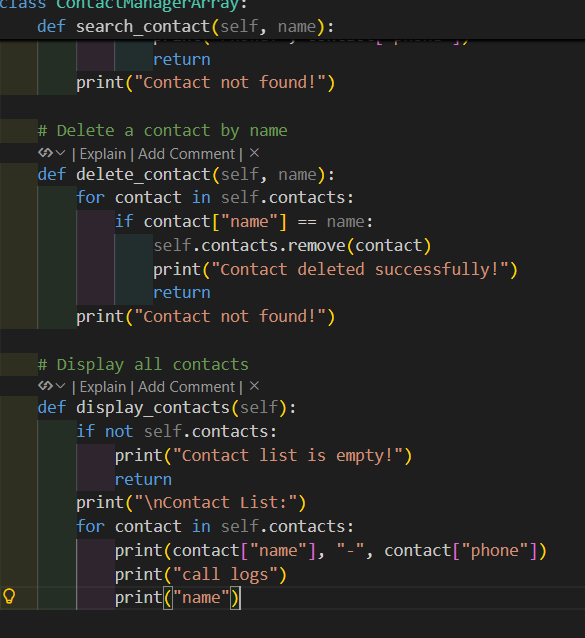 class ContactManagerArray:
    def search_contact(self, name):
                return
        print("Contact not found!")
    # Delete a contact by name
    | Explain | Add Comment | ×
    def delete_contact(self, name):
        for contact in self.contacts:
            if contact["name"] == name:
                self.contacts.remove(contact)
                print("Contact deleted successfully!")
                return
        print("Contact not found!")
    # Display all contacts
    | Explain | Add Comment | ×
    def display_contacts(self):
        if not self.contacts:
            print("Contact list is empty!")
            return
        print("\nContact List:")
        for contact in self.contacts:
            print(contact["name"], "-", contact["phone"])
            print("call logs")
            print("name")